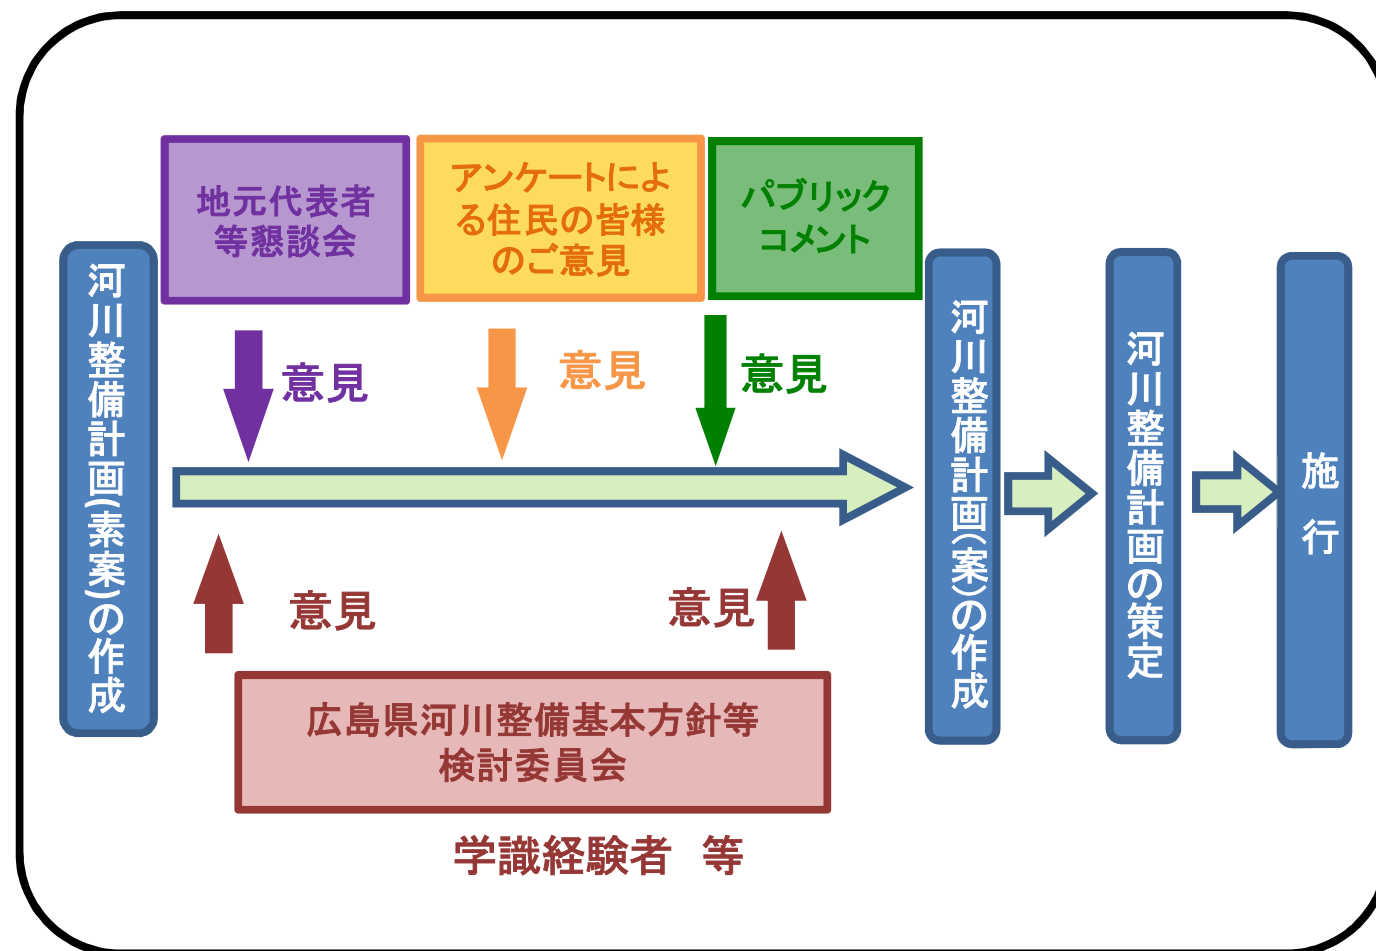 地元代表者
等懇談会
アンケートによ
る住民の皆様
のご意見
パブリック
コメント
河川整備計画(素案)の作成
意見
意見
意見
河川整備計画(案)の作成
河川整備計画の策定
施行
意見
意見
広島県河川整備基本方針等
検討委員会
学識経験者　等